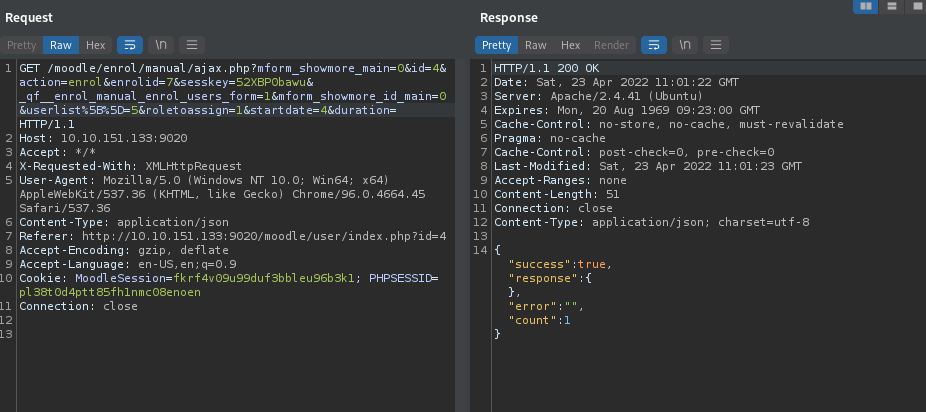 Request
Pretty Raw Hex \n
1 GET /moodle/enrol/manual/ajax.php?mform_showmore_main=0&id=4&
action=enrol&enrolid=7&sesskey=52XBP0bawu&
_qf__enrol_manual_enrol_users_form=1&mform_showmore_id_main=0
&userlist%5B%5D=5&roletoassign=1&startdate=4&duration=
HTTP/1.1
2 Host: 10.10.151.133:9020
3 Accept: */*
4 X-Requested-With: XMLHttpRequest
5 User-Agent: Mozilla/5.0 (Windows NT 10.0; Win64; x64)
AppleWebKit/537.36 (KHTML, like Gecko) Chrome/96.0.4664.45
Safari/537.36
6 Content-Type: application/json
7 Referer: http://10.10.151.133:9020/moodle/user/index.php?id=4
8 Accept-Encoding: gzip, deflate
9 Accept-Language: en-US,en;q=0.9
10 Cookie: MoodleSession=fkrf4v09u99duf3bbleu96b3k1; PHPSESSID=
pl38t0d4ptt85fh1nmc08enoen
11 Connection: close
12
13
Response
Pretty Raw Hex Render \n
1 HTTP/1.1 200 OK
2 Date: Sat, 23 Apr 2022 11:01:22 GMT
3 Server: Apache/2.4.41 (Ubuntu)
4 Expires: Mon, 20 Aug 1969 09:23:00 GMT
5 Cache-Control: no-store, no-cache, must-revalidate
6 Pragma: no-cache
7 Cache-Control: post-check=0, pre-check=0
8 Last-Modified: Sat, 23 Apr 2022 11:01:23 GMT
9 Accept-Ranges: none
10 Content-Length: 51
11 Connection: close
12 Content-Type: application/json; charset=utf-8
13
14 {
"success":true,
"response":{
},
"error":"",
"count":1
}